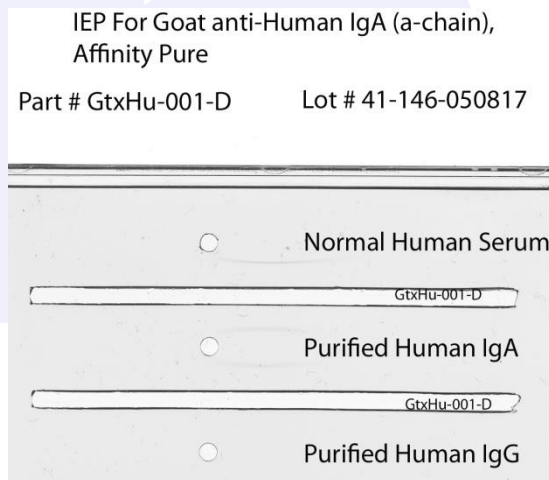 IEP For Goat anti-Human IgA (a-chain),
Affinity Pure
Part # GtxHu-001-D Lot # 41-146-050817
Normal Human Serum
GtxHu-001-D
Purified Human IgA
GtxHu-001-D
Purified Human IgG